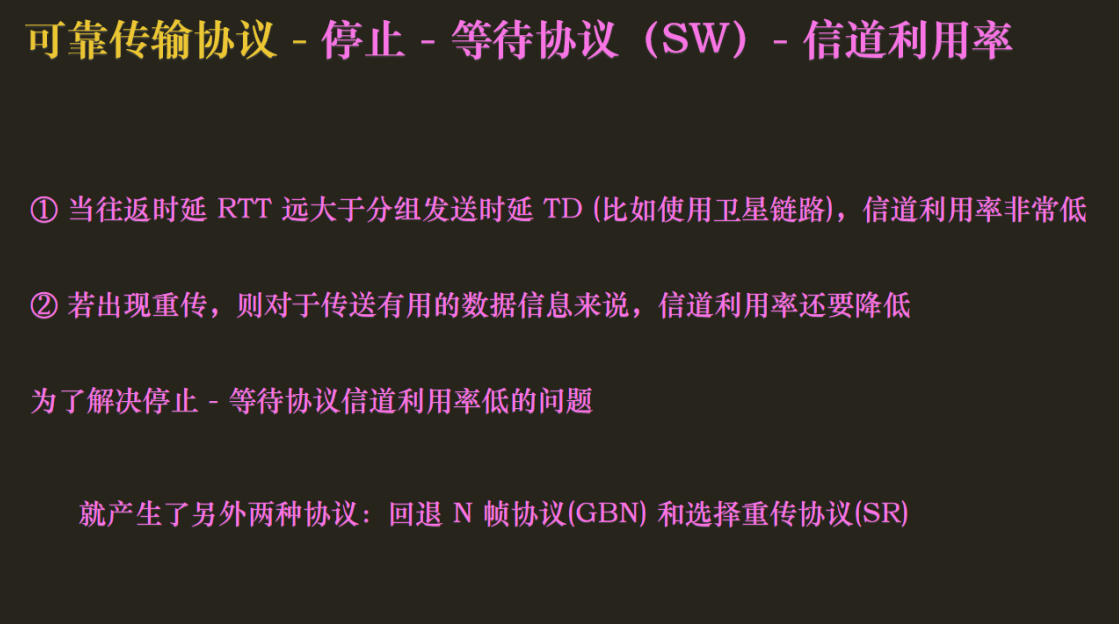 可靠传输协议 - 停止 - 等待协议（SW）- 信道利用率
① 当往返时延 RTT 远大于分组发送时延 TD (比如使用卫星链路)，信道利用率非常低
② 若出现重传，则对于传送有用的数据信息来说，信道利用率还要降低
为了解决停止 - 等待协议信道利用率低的问题
就产生了另外两种协议：回退 N 帧协议(GBN) 和选择重传协议(SR)